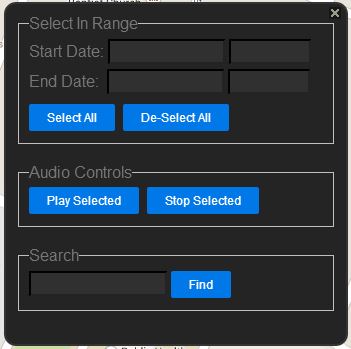 Select In Range
Start Date:
End Date:
Select All De-Select All
Audio Controls
Play Selected Stop Selected
Search
Find